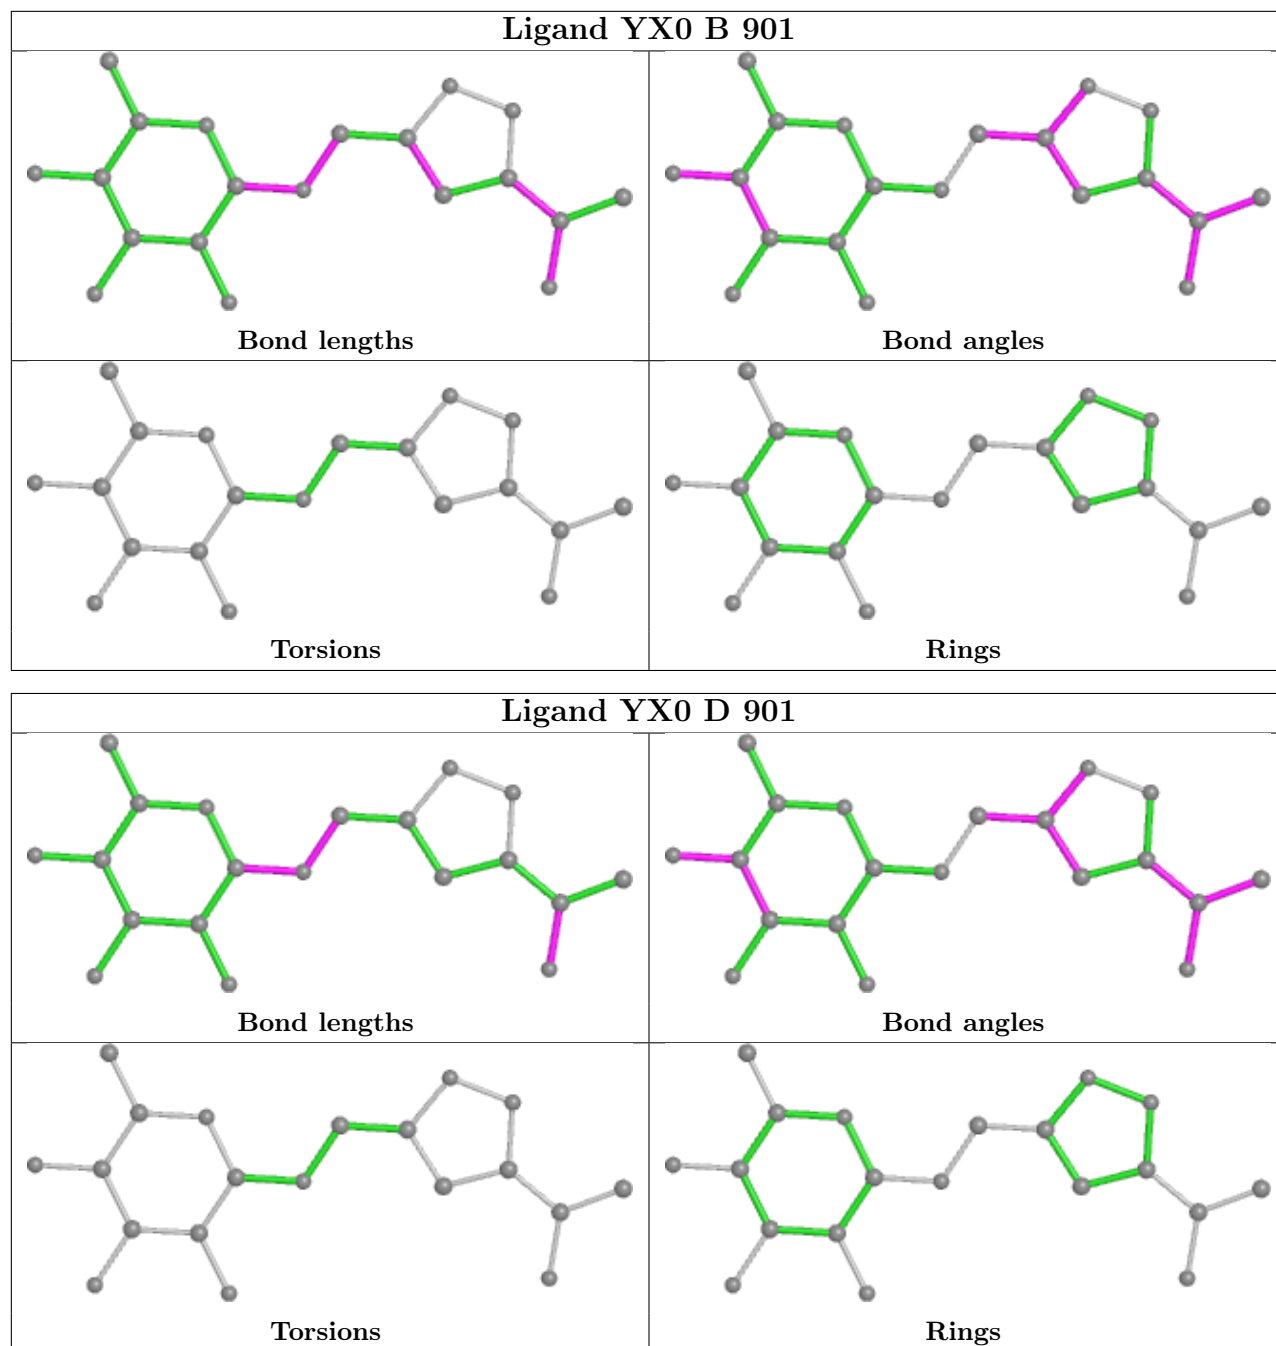 Ligand YX0 B 901
Bond lengths
Bond angles
Torsions
Rings
Ligand YX0 D 901
Bond lengths
Bond angles
Torsions
Rings